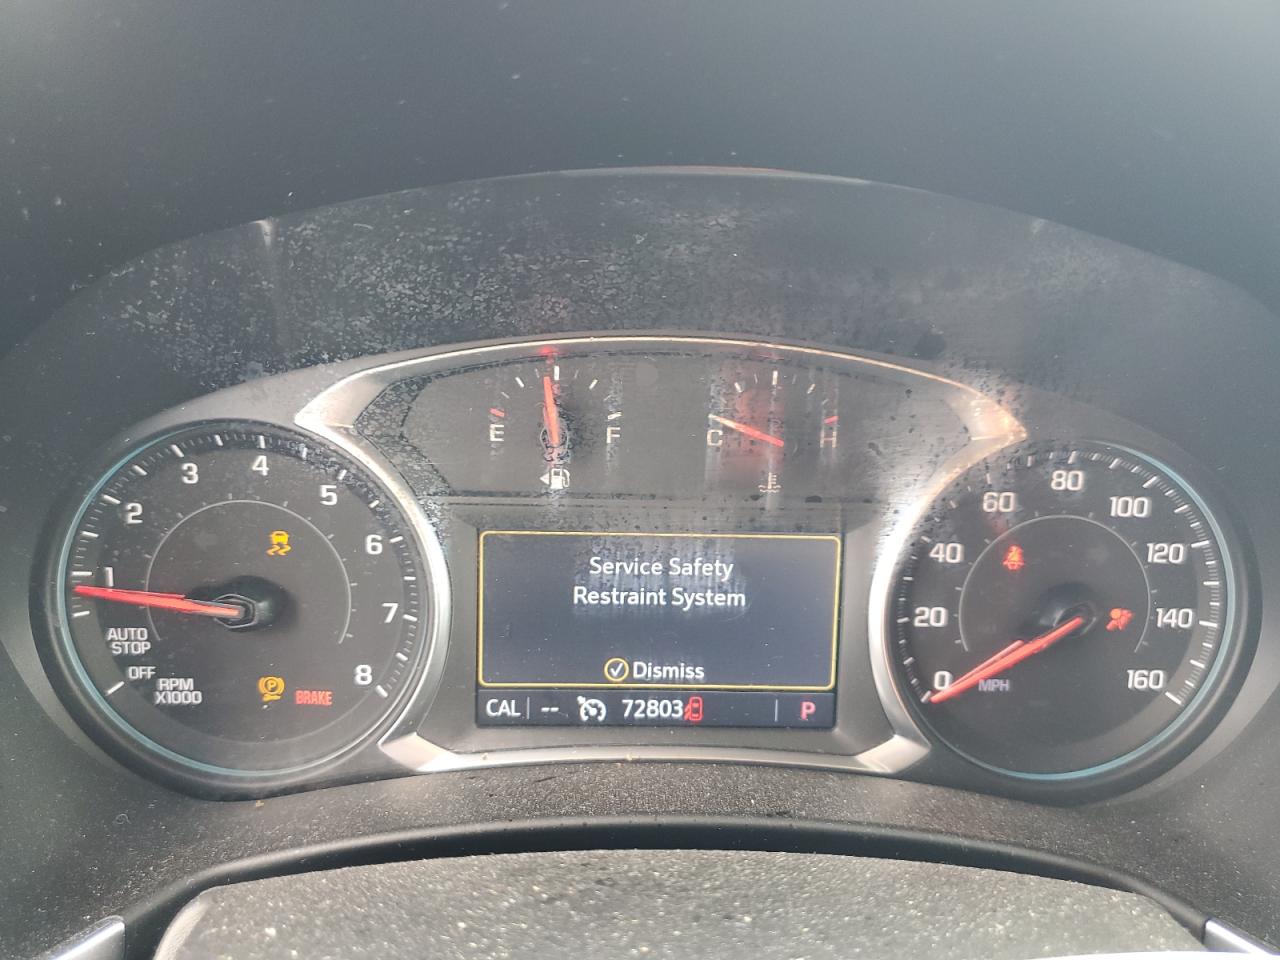 E F
C H
1
2
3
4
5
6
7
8
AUTO
STOP
OFF
RPM
X1000
P
BRAKE
Service Safety
Restraint System
Dismiss
CAL -- 72803 P
0
20
40
60
80
100
120
140
160
MPH